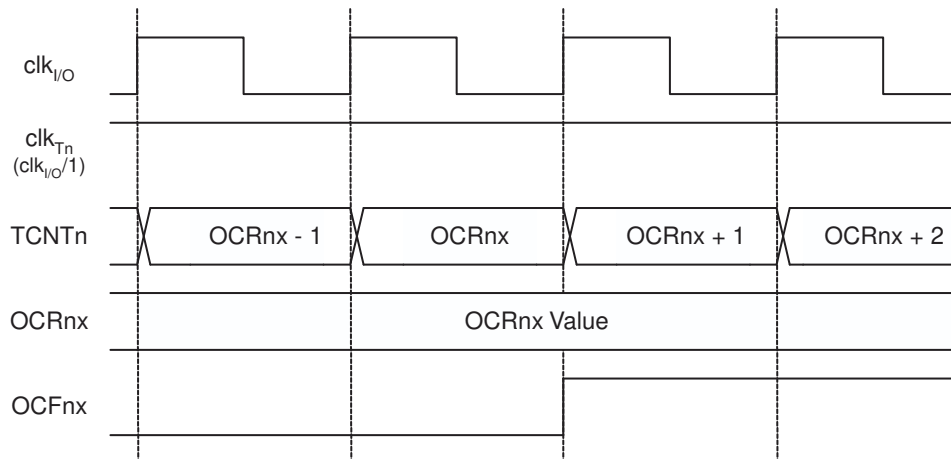 clkI/O
clkTn
(clkI/O/1)
TCNTn OCRnx - 1 OCRnx OCRnx + 1 OCRnx + 2
OCRnx OCRnx Value
OCFnx